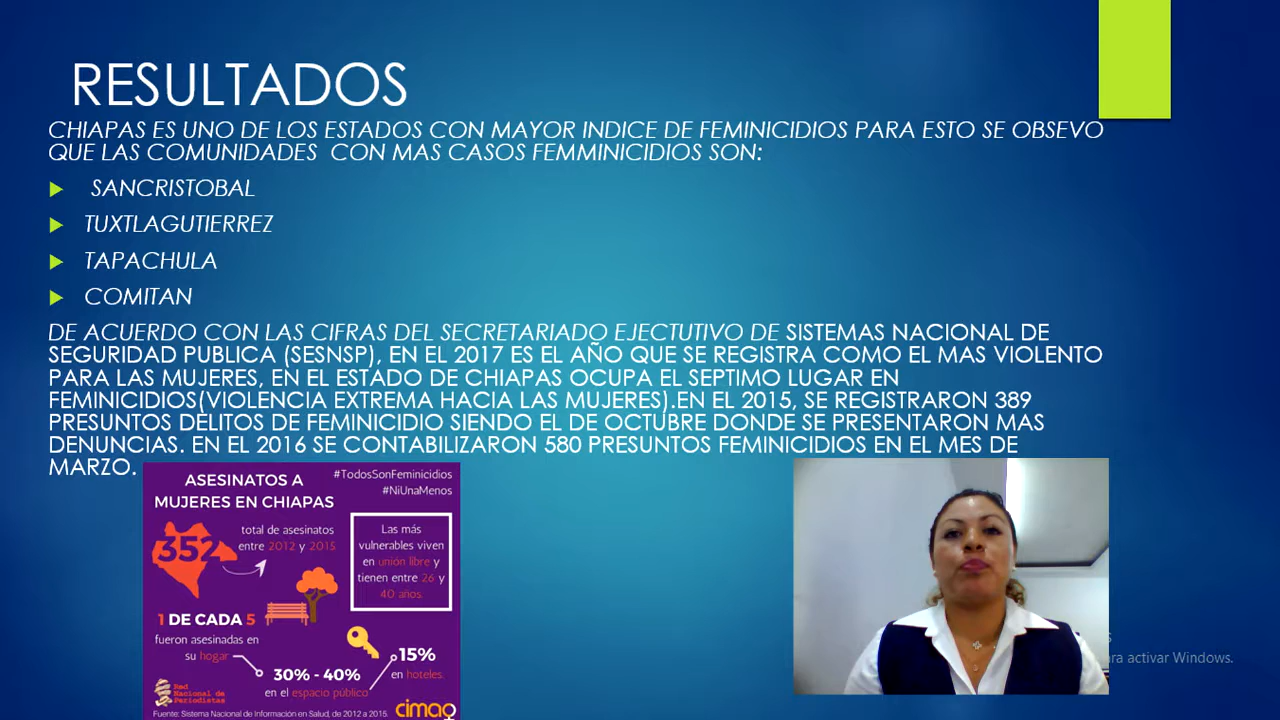 RESULTADOS
CHIAPAS ES UNO DE LOS ESTADOS CON MAYOR INDICE DE FEMINICIDIOS PARA ESTO SE OBSEVO
QUE LAS COMUNIDADES CON MAS CASOS FEMMINICIDIOS SON:
SANCRISTOBAL
TUXTLAGUTIERREZ
TAPACHULA
COMITAN
DE ACUERDO CON LAS CIFRAS DEL SECRETARIADO EJECTUTIVO DE SISTEMAS NACIONAL DE
SEGURIDAD PUBLICA (SESNSP), EN EL 2017 ES EL AÑO QUE SE REGISTRA COMO EL MAS VIOLENTO
PARA LAS MUJERES, EN EL ESTADO DE CHIAPAS OCUPA EL SEPTIMO LUGAR EN
FEMINICIDIOS(VIOLENCIA EXTREMA HACIA LAS MUJERES).EN EL 2015, SE REGISTRARON 389
PRESUNTOS DELITOS DE FEMINICIDIO SIENDO EL DE OCTUBRE DONDE SE PRESENTARON MAS
DENUNCIAS. EN EL 2016 SE CONTABILIZARON 580 PRESUNTOS FEMINICIDIOS EN EL MES DE
MARZO.
ASESINATOS A
MUJERES EN CHIAPAS
#TodosSonFeminicidios
#NiUnaMenos
352
total de asesinatos
entre 2012 y 2015
Las más
vulnerables viven
en unión libre y
tienen entre 26 y
40 años.
1 DE CADA 5
fueron asesinadas en
su hogar
30% - 40%
en el espacio público
15%
en hoteles.
Red
Nacional de
Periodistas
Fuente: Sistema Nacional de Información en Salud, de 2012 a 2015
cimac
ara activar Windows.